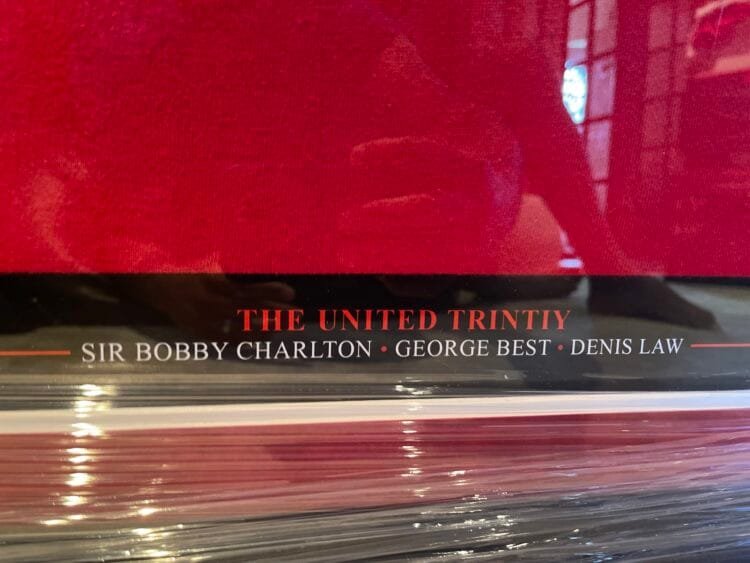 THE UNITED TRINTIY
SIR BOBBY CHARLTON • GEORGE BEST • DENIS LAW